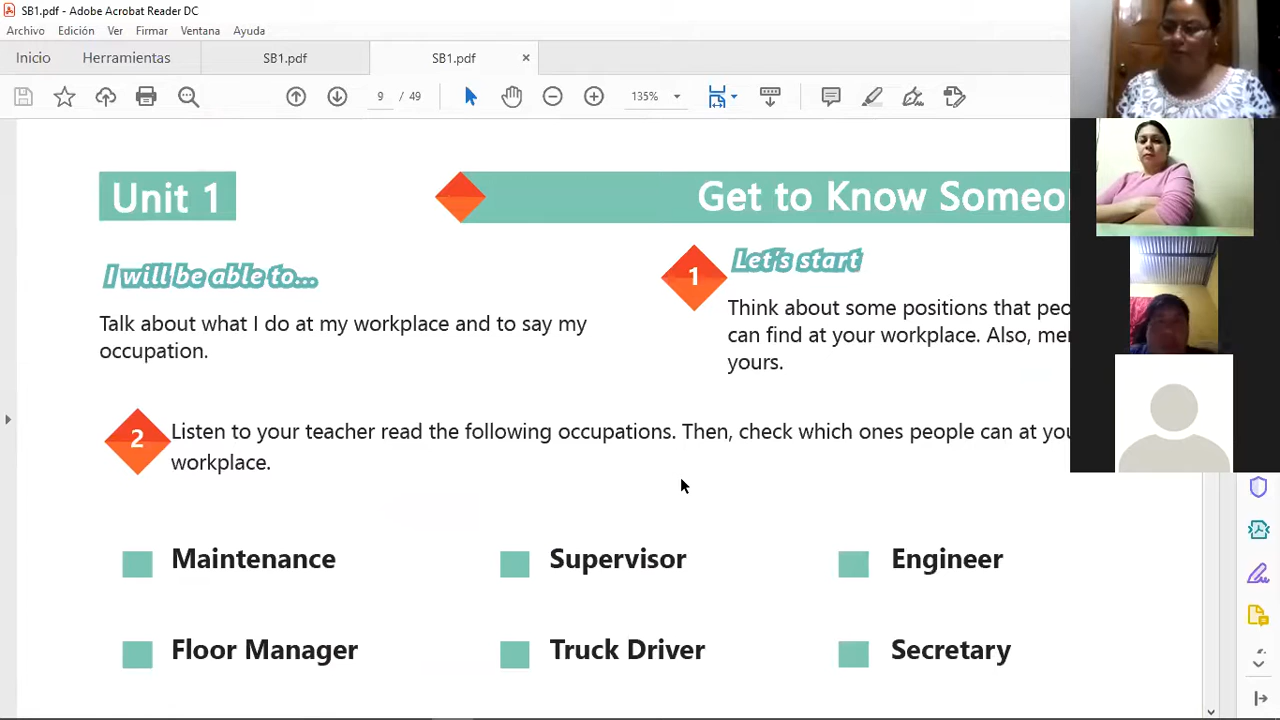 SB1.pdf - Adobe Acrobat Reader DC
Archivo Edición Ver Firmar Ventana Ayuda
Inicio Herramientas SB1.pdf SB1.pdf ×
9 / 49 135%
Unit 1
Get to Know Someo
I will be able to...
Talk about what I do at my workplace and to say my
occupation.
1
Let's start
Think about some positions that peo
can find at your workplace. Also, me
yours.
2
Listen to your teacher read the following occupations. Then, check which ones people can at you
workplace.
Maintenance Supervisor Engineer
Floor Manager Truck Driver Secretary